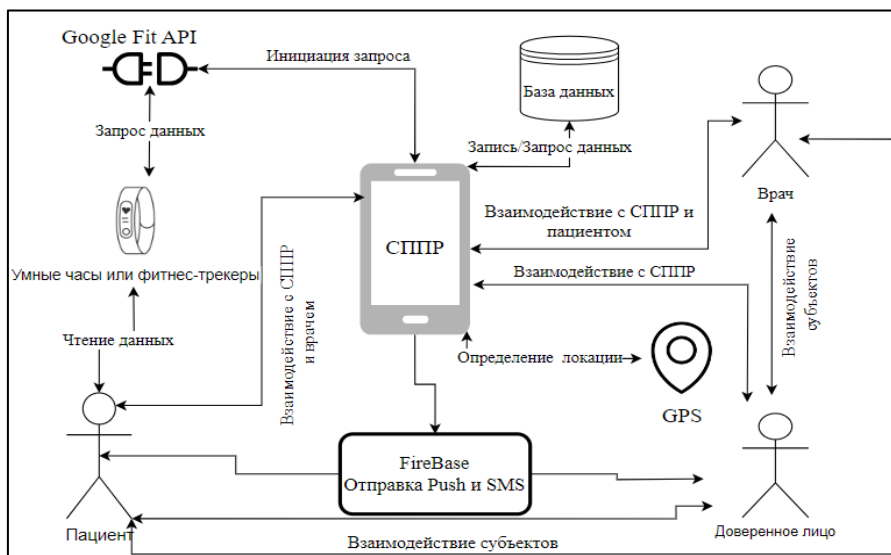 Google Fit API
Инициация запроса
База данных
Запрос данных
Запись/Запрос данных
Врач
СППР
Взаимодействие с СППР и
пациентом
Умные часы или фитнес-трекеры
Взаимодействие с СППР
Взаимодействие с СППР
и врачем
Взаимодействие
субъектов
Чтение данных
Определение локации
GPS
FireBase
Отправка Push и SMS
Пациент
Доверенное лицо
Взаимодействие субъектов